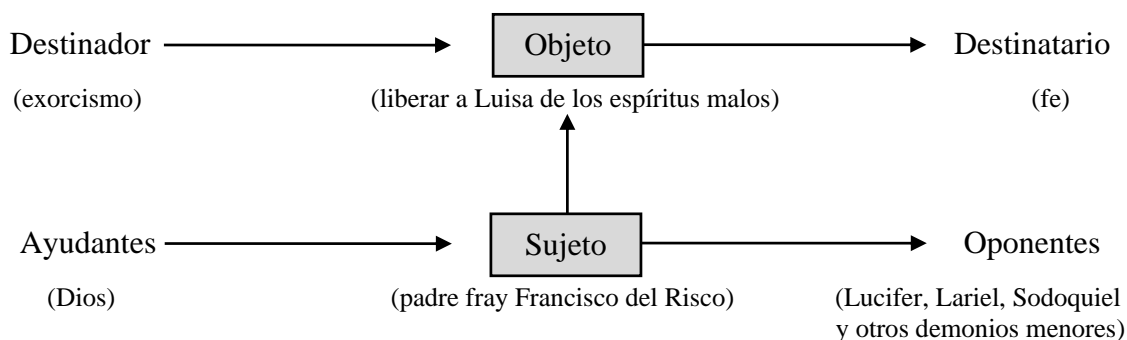 Destinador Objeto Destinatario
(exorcismo) (liberar a Luisa de los espíritus malos) (fe)
Ayudantes Sujeto Oponentes
(Dios) (padre fray Francisco del Risco) (Lucifer, Lariel, Sodoquiel
y otros demonios menores)